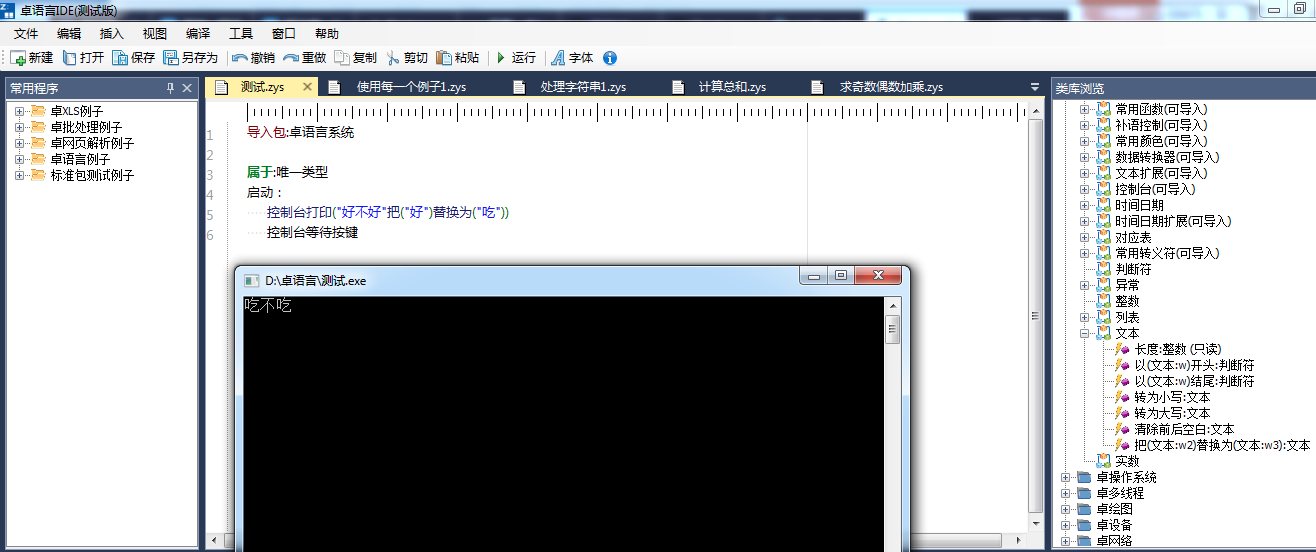 卓语言IDE(测试版)
文件 编辑 插入 视图 编译 工具 窗口 帮助
新建 打开 保存 另存为 撤销 重做 复制 剪切 粘贴 运行 字体
常用程序
卓XLS例子
卓批处理例子
卓网页解析例子
卓语言例子
标准包测试例子
测试.zys 使用每一个例子1.zys 处理字符串1.zys 计算总和.zys 求奇数偶数加乘.zys
1 导入包:卓语言系统
2
3 属于:唯一类型
4 启动：
5 控制台打印("好不好"把("好")替换为("吃"))
6 控制台等待按键
D:\卓语言\测试.exe
吃不吃
类库浏览
常用函数(可导入)
补语控制(可导入)
常用颜色(可导入)
数据转换器(可导入)
文本扩展(可导入)
控制台(可导入)
时间日期
时间日期扩展(可导入)
对应表
常用转义符(可导入)
判断符
异常
整数
列表
文本
长度:整数 (只读)
以(文本:w)开头:判断符
以(文本:w)结尾:判断符
转为小写:文本
转为大写:文本
清除前后空白:文本
把(文本:w2)替换为(文本:w3):文本
实数
卓操作系统
卓多线程
卓绘图
卓设备
卓网络